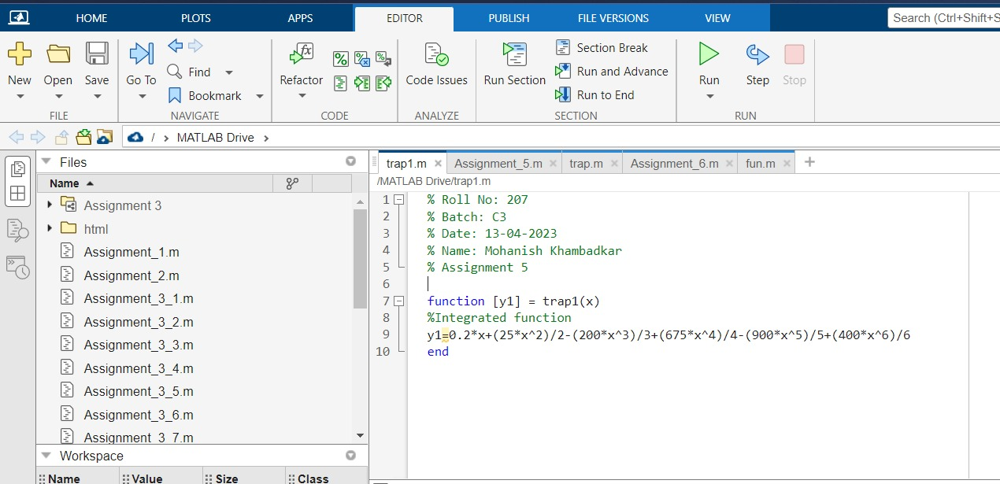 HOME PLOTS APPS EDITOR PUBLISH FILE VERSIONS VIEW Search (Ctrl+Shift+S
New Open Save Go To Find Bookmark Refactor Code Issues Run Section Section Break Run and Advance Run to End Run Step Stop
FILE NAVIGATE CODE ANALYZE SECTION RUN
/ › MATLAB Drive ›
Files
Name
Assignment 3
html
Assignment_1.m
Assignment_2.m
Assignment_3_1.m
Assignment_3_2.m
Assignment_3_3.m
Assignment_3_4.m
Assignment_3_5.m
Assignment_3_6.m
Assignment_3_7.m
Workspace
Name Value Size Class
trap1.m × Assignment_5.m × trap.m × Assignment_6.m × fun.m × +
/MATLAB Drive/trap1.m
1 % Roll No: 207
2 % Batch: C3
3 % Date: 13-04-2023
4 % Name: Mohanish Khambadkar
5 % Assignment 5
6
7 function [y1] = trap1(x)
8 %Integrated function
9 y1=0.2*x+(25*x^2)/2-(200*x^3)/3+(675*x^4)/4-(900*x^5)/5+(400*x^6)/6
10 end